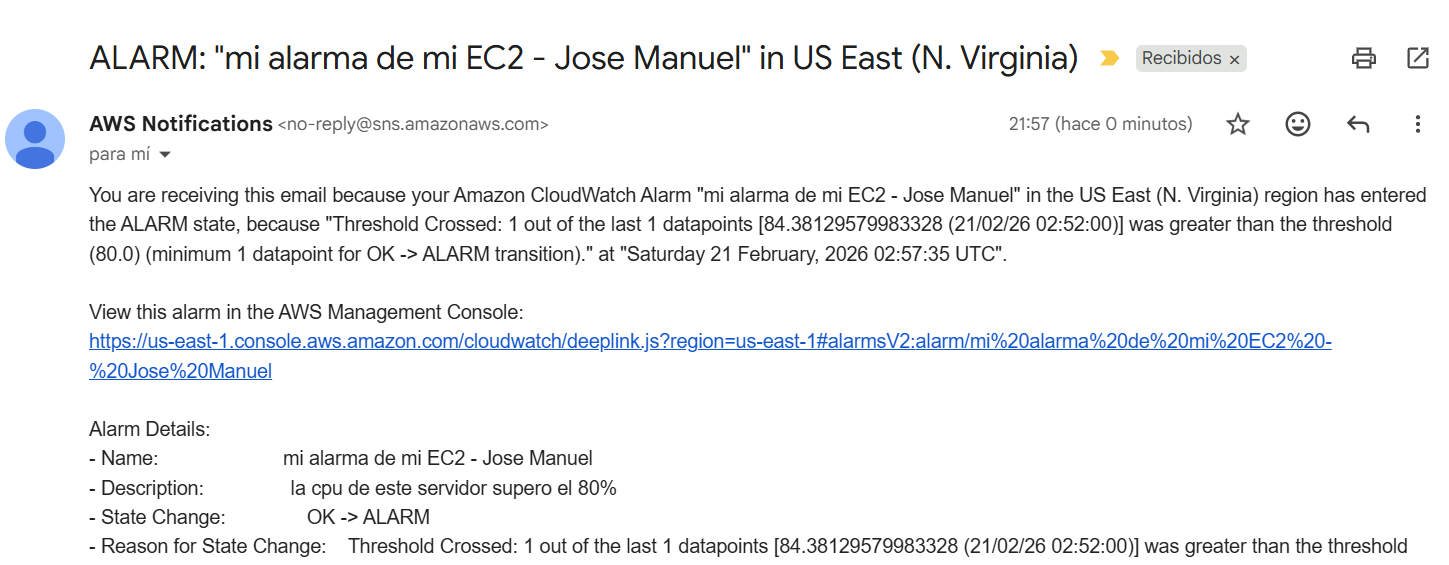 ALARM: "mi alarma de mi EC2 - Jose Manuel" in US East (N. Virginia) Recibidos ×
AWS Notifications <no-reply@sns.amazonaws.com> 21:57 (hace 0 minutos)
para mí
You are receiving this email because your Amazon CloudWatch Alarm "mi alarma de mi EC2 - Jose Manuel" in the US East (N. Virginia) region has entered
the ALARM state, because "Threshold Crossed: 1 out of the last 1 datapoints [84.38129579983328 (21/02/26 02:52:00)] was greater than the threshold
(80.0) (minimum 1 datapoint for OK -> ALARM transition)." at "Saturday 21 February, 2026 02:57:35 UTC".
View this alarm in the AWS Management Console:
https://us-east-1.console.aws.amazon.com/cloudwatch/deeplink.js?region=us-east-1#alarmsV2:alarm/mi%20alarma%20de%20mi%20EC2%20-
%20Jose%20Manuel
Alarm Details:
- Name: mi alarma de mi EC2 - Jose Manuel
- Description: la cpu de este servidor supero el 80%
- State Change: OK -> ALARM
- Reason for State Change: Threshold Crossed: 1 out of the last 1 datapoints [84.38129579983328 (21/02/26 02:52:00)] was greater than the threshold